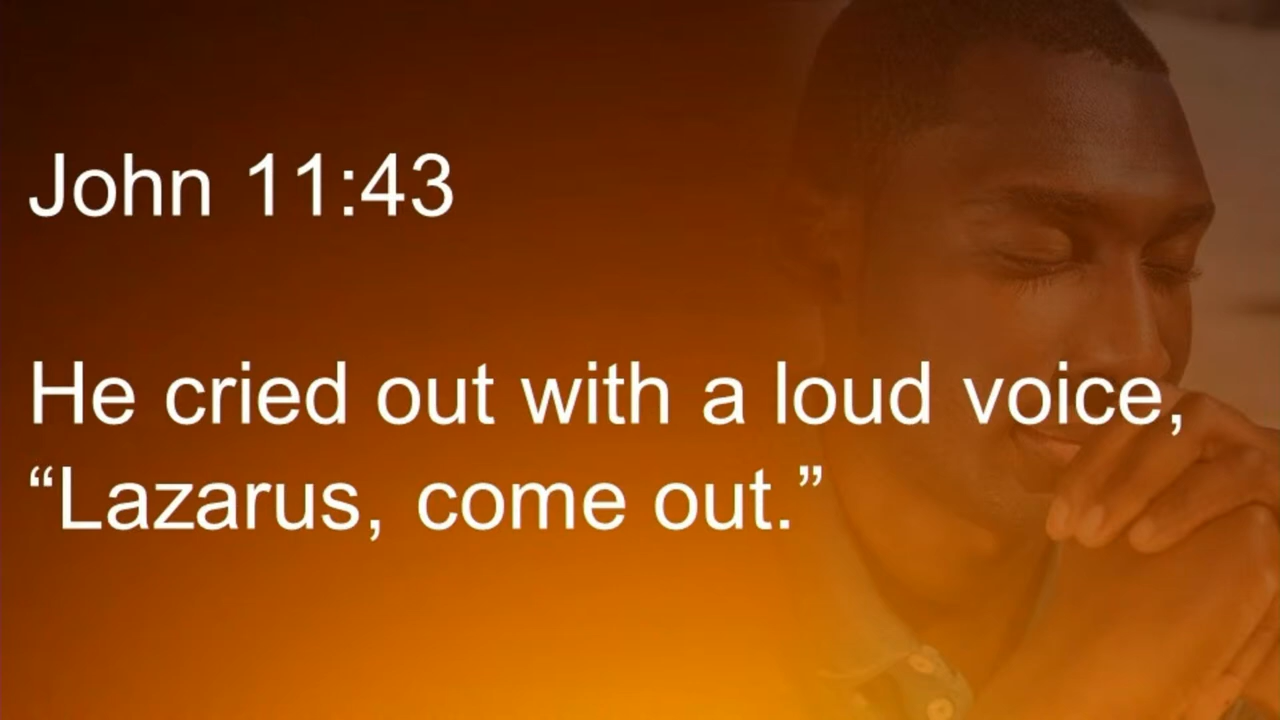 John 11:43
He cried out with a loud voice,
“Lazarus, come out.”